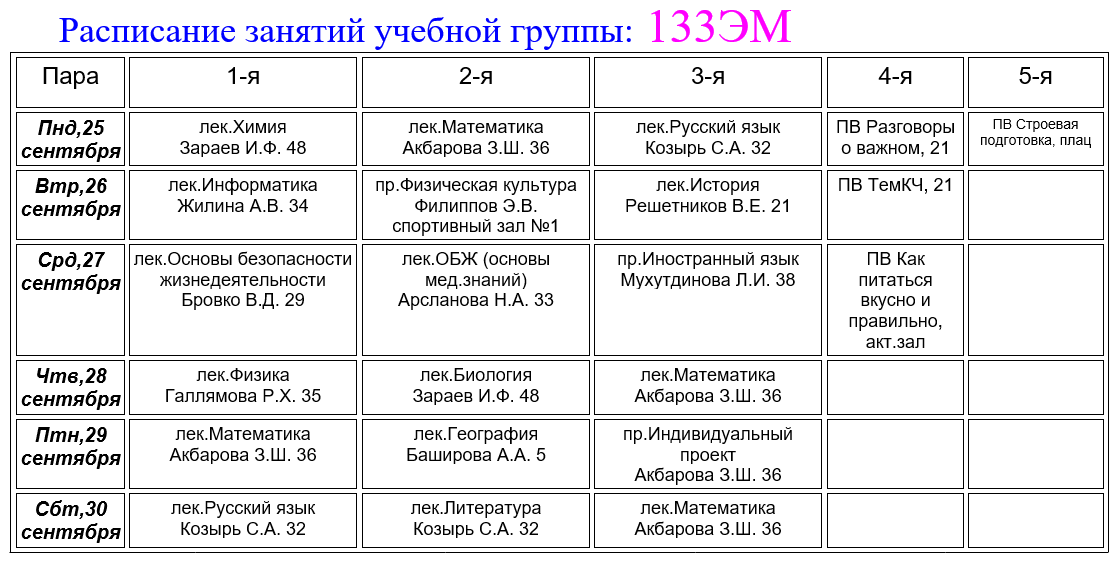 Расписание занятий учебной группы: 133ЭМ
Пара
1-я
2-я
3-я
4-я
5-я
Пнд,25
сентября
лек.Химия
Зараев И.Ф. 48
лек.Математика
Акбарова З.Ш. 36
лек.Русский язык
Козырь С.А. 32
ПВ Разговоры
о важном, 21
ПВ Строевая
подготовка, плац
Втр,26
сентября
лек.Информатика
Жилина А.В. 34
пр.Физическая культура
Филиппов Э.В.
спортивный зал №1
лек.История
Решетников В.Е. 21
ПВ ТемКЧ, 21
Срд,27
сентября
лек.Основы безопасности
жизнедеятельности
Бровко В.Д. 29
лек.ОБЖ (основы
мед.знаний)
Арсланова Н.А. 33
пр.Иностранный язык
Мухутдинова Л.И. 38
ПВ Как
питаться
вкусно и
правильно,
акт.зал
Чтв,28
сентября
лек.Физика
Галлямова Р.Х. 35
лек.Биология
Зараев И.Ф. 48
лек.Математика
Акбарова З.Ш. 36
Птн,29
сентября
лек.Математика
Акбарова З.Ш. 36
лек.География
Баширова А.А. 5
пр.Индивидуальный
проект
Акбарова З.Ш. 36
Сбт,30
сентября
лек.Русский язык
Козырь С.А. 32
лек.Литература
Козырь С.А. 32
лек.Математика
Акбарова З.Ш. 36